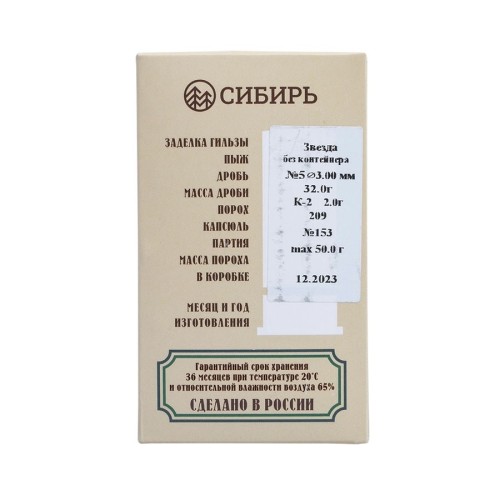 СИБИРЬ
ЗАДЕЛКА ГИЛЬЗЫ Звезда
ПЫЖ без контейнера
ДРОБЬ №5 ⌀3.00 мм
МАССА ДРОБИ 32.0г
ПОРОХ К-2 2.0г
КАПСЮЛЬ 209
ПАРТИЯ №153
МАССА ПОРОХА max 50.0 г
В КОРОБКЕ
МЕСЯЦ И ГОД 12.2023
ИЗГОТОВЛЕНИЯ
Гарантийный срок хранения
36 месяцев при температуре 20°C
и относительной влажности воздуха 65%
СДЕЛАНО В РОССИИ